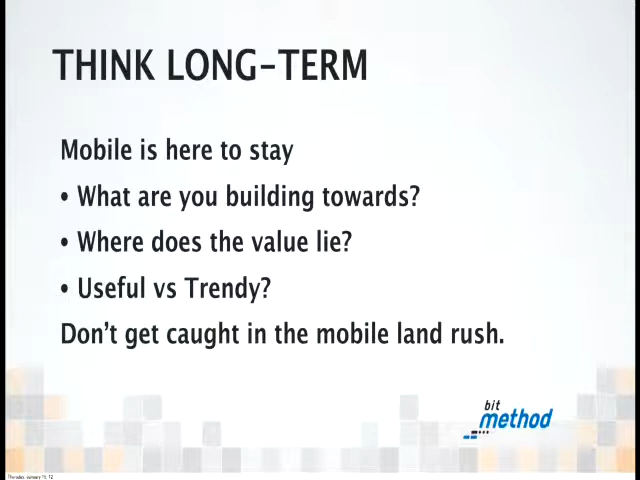 THINK LONG-TERM
Mobile is here to stay
• What are you building towards?
• Where does the value lie?
• Useful vs Trendy?
Don't get caught in the mobile land rush.
bit
method